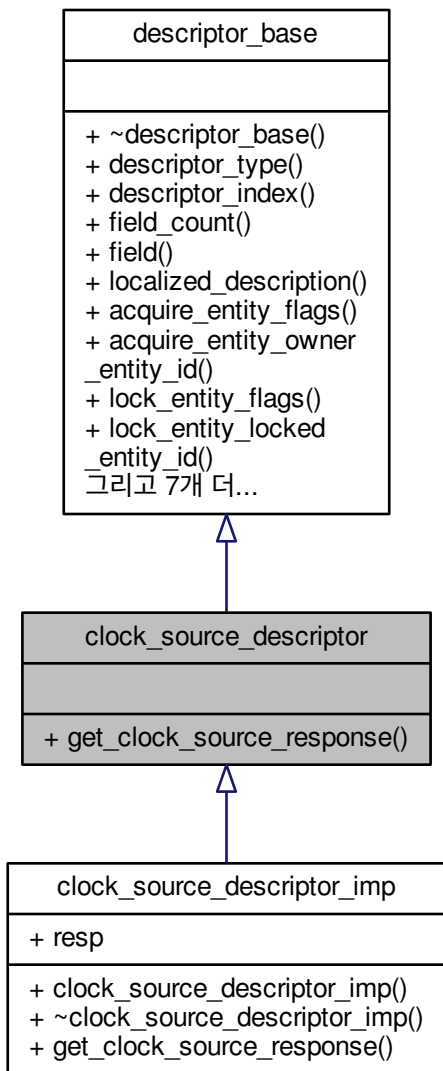 descriptor_base
+ ~descriptor_base()
+ descriptor_type()
+ descriptor_index()
+ field_count()
+ field()
+ localized_description()
+ acquire_entity_flags()
+ acquire_entity_owner
_entity_id()
+ lock_entity_flags()
+ lock_entity_locked
_entity_id()
그리고 7개 더...
clock_source_descriptor
+ get_clock_source_response()
clock_source_descriptor_imp
+ resp
+ clock_source_descriptor_imp()
+ ~clock_source_descriptor_imp()
+ get_clock_source_response()